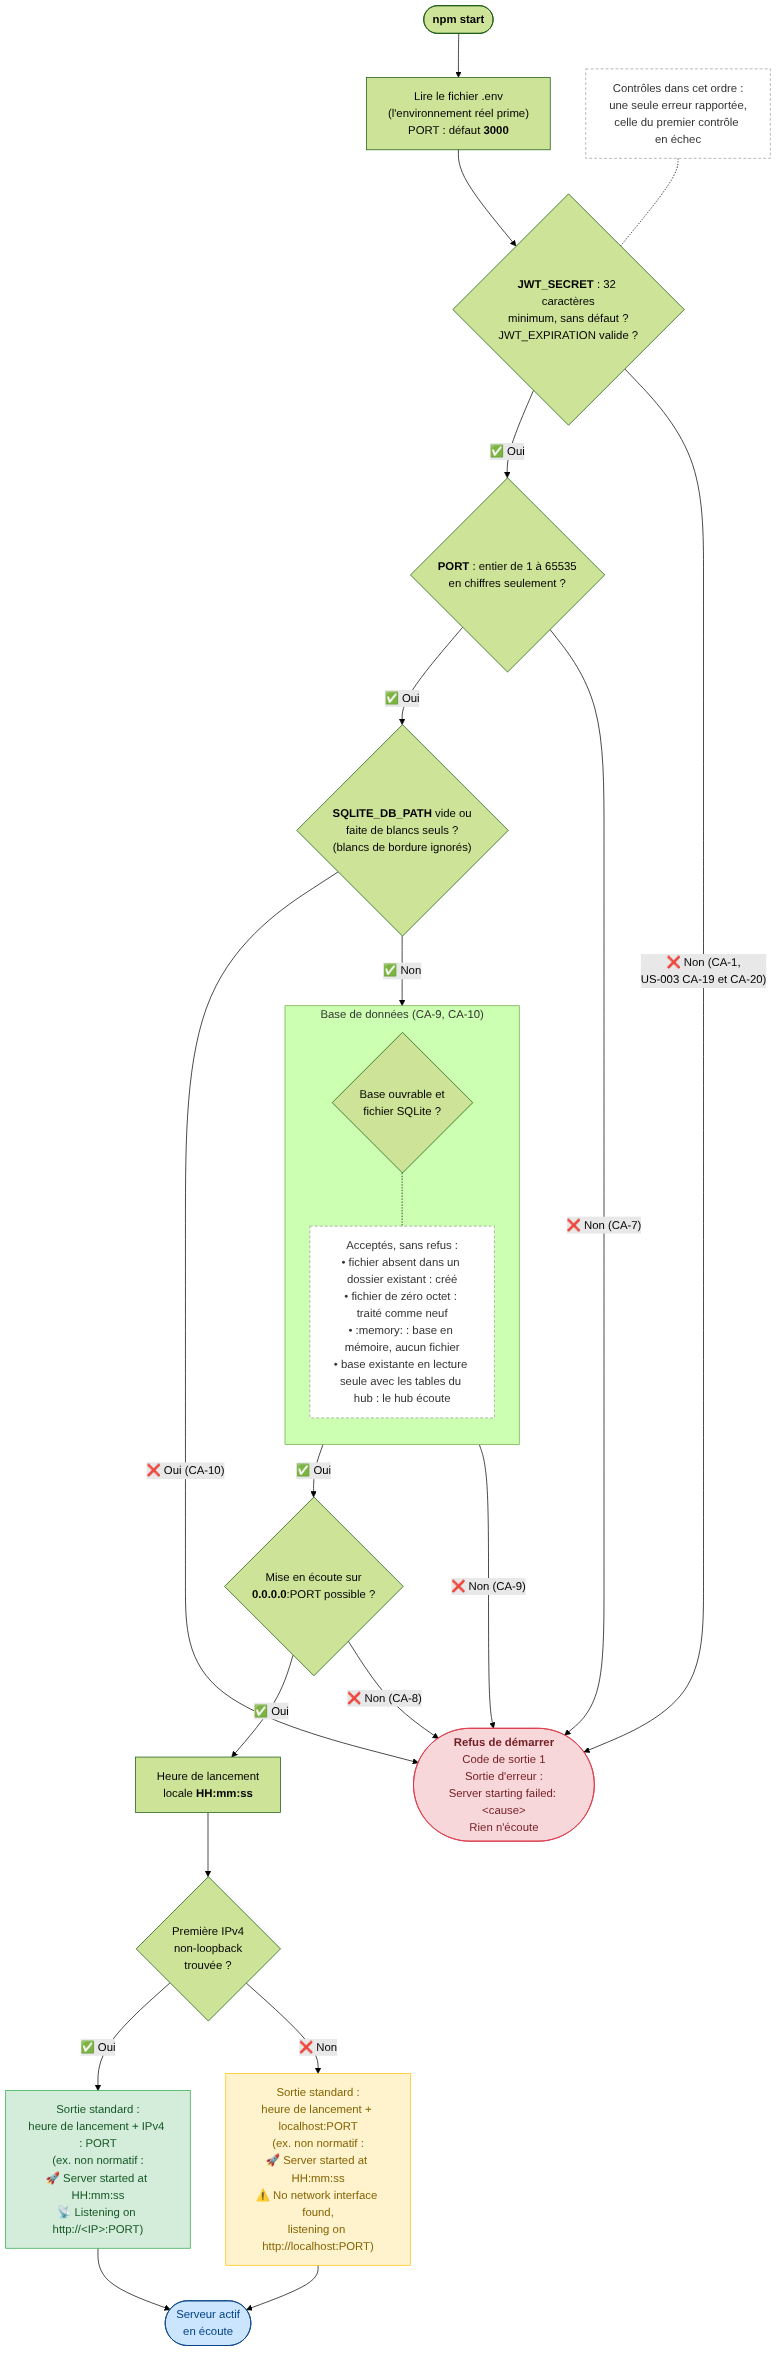 npm start
Lire le fichier .env
(l'environnement réel prime)
PORT : défaut 3000
Contrôles dans cet ordre :
une seule erreur rapportée,
celle du premier contrôle
en échec
JWT_SECRET : 32
caractères
minimum, sans défaut ?
JWT_EXPIRATION valide ?
✅ Oui
PORT : entier de 1 à 65535
en chiffres seulement ?
✅ Oui
SQLITE_DB_PATH vide ou
faite de blancs seuls ?
(blancs de bordure ignorés)
❌ Non (CA-1,
US-003 CA-19 et CA-20)
✅ Non
Base de données (CA-9, CA-10)
Base ouvrable et
fichier SQLite ?
❌ Non (CA-7)
Acceptés, sans refus :
• fichier absent dans un
dossier existant : créé
• fichier de zéro octet :
traité comme neuf
• :memory: : base en
mémoire, aucun fichier
• base existante en lecture
seule avec les tables du
hub : le hub écoute
❌ Oui (CA-10)
✅ Oui
Mise en écoute sur
0.0.0.0:PORT possible ?
❌ Non (CA-9)
❌ Non (CA-8)
✅ Oui
Refus de démarrer
Code de sortie 1
Sortie d'erreur :
Server starting failed:
<cause>
Rien n'écoute
Heure de lancement
locale HH:mm:ss
Première IPv4
non-loopback
trouvée ?
✅ Oui
❌ Non
Sortie standard :
heure de lancement + IPv4
: PORT
(ex. non normatif :
🚀 Server started at
HH:mm:ss
📡 Listening on
http://<IP>:PORT)
Sortie standard :
heure de lancement +
localhost:PORT
(ex. non normatif :
🚀 Server started at
HH:mm:ss
⚠️ No network interface
found,
listening on
http://localhost:PORT)
Serveur actif
en écoute